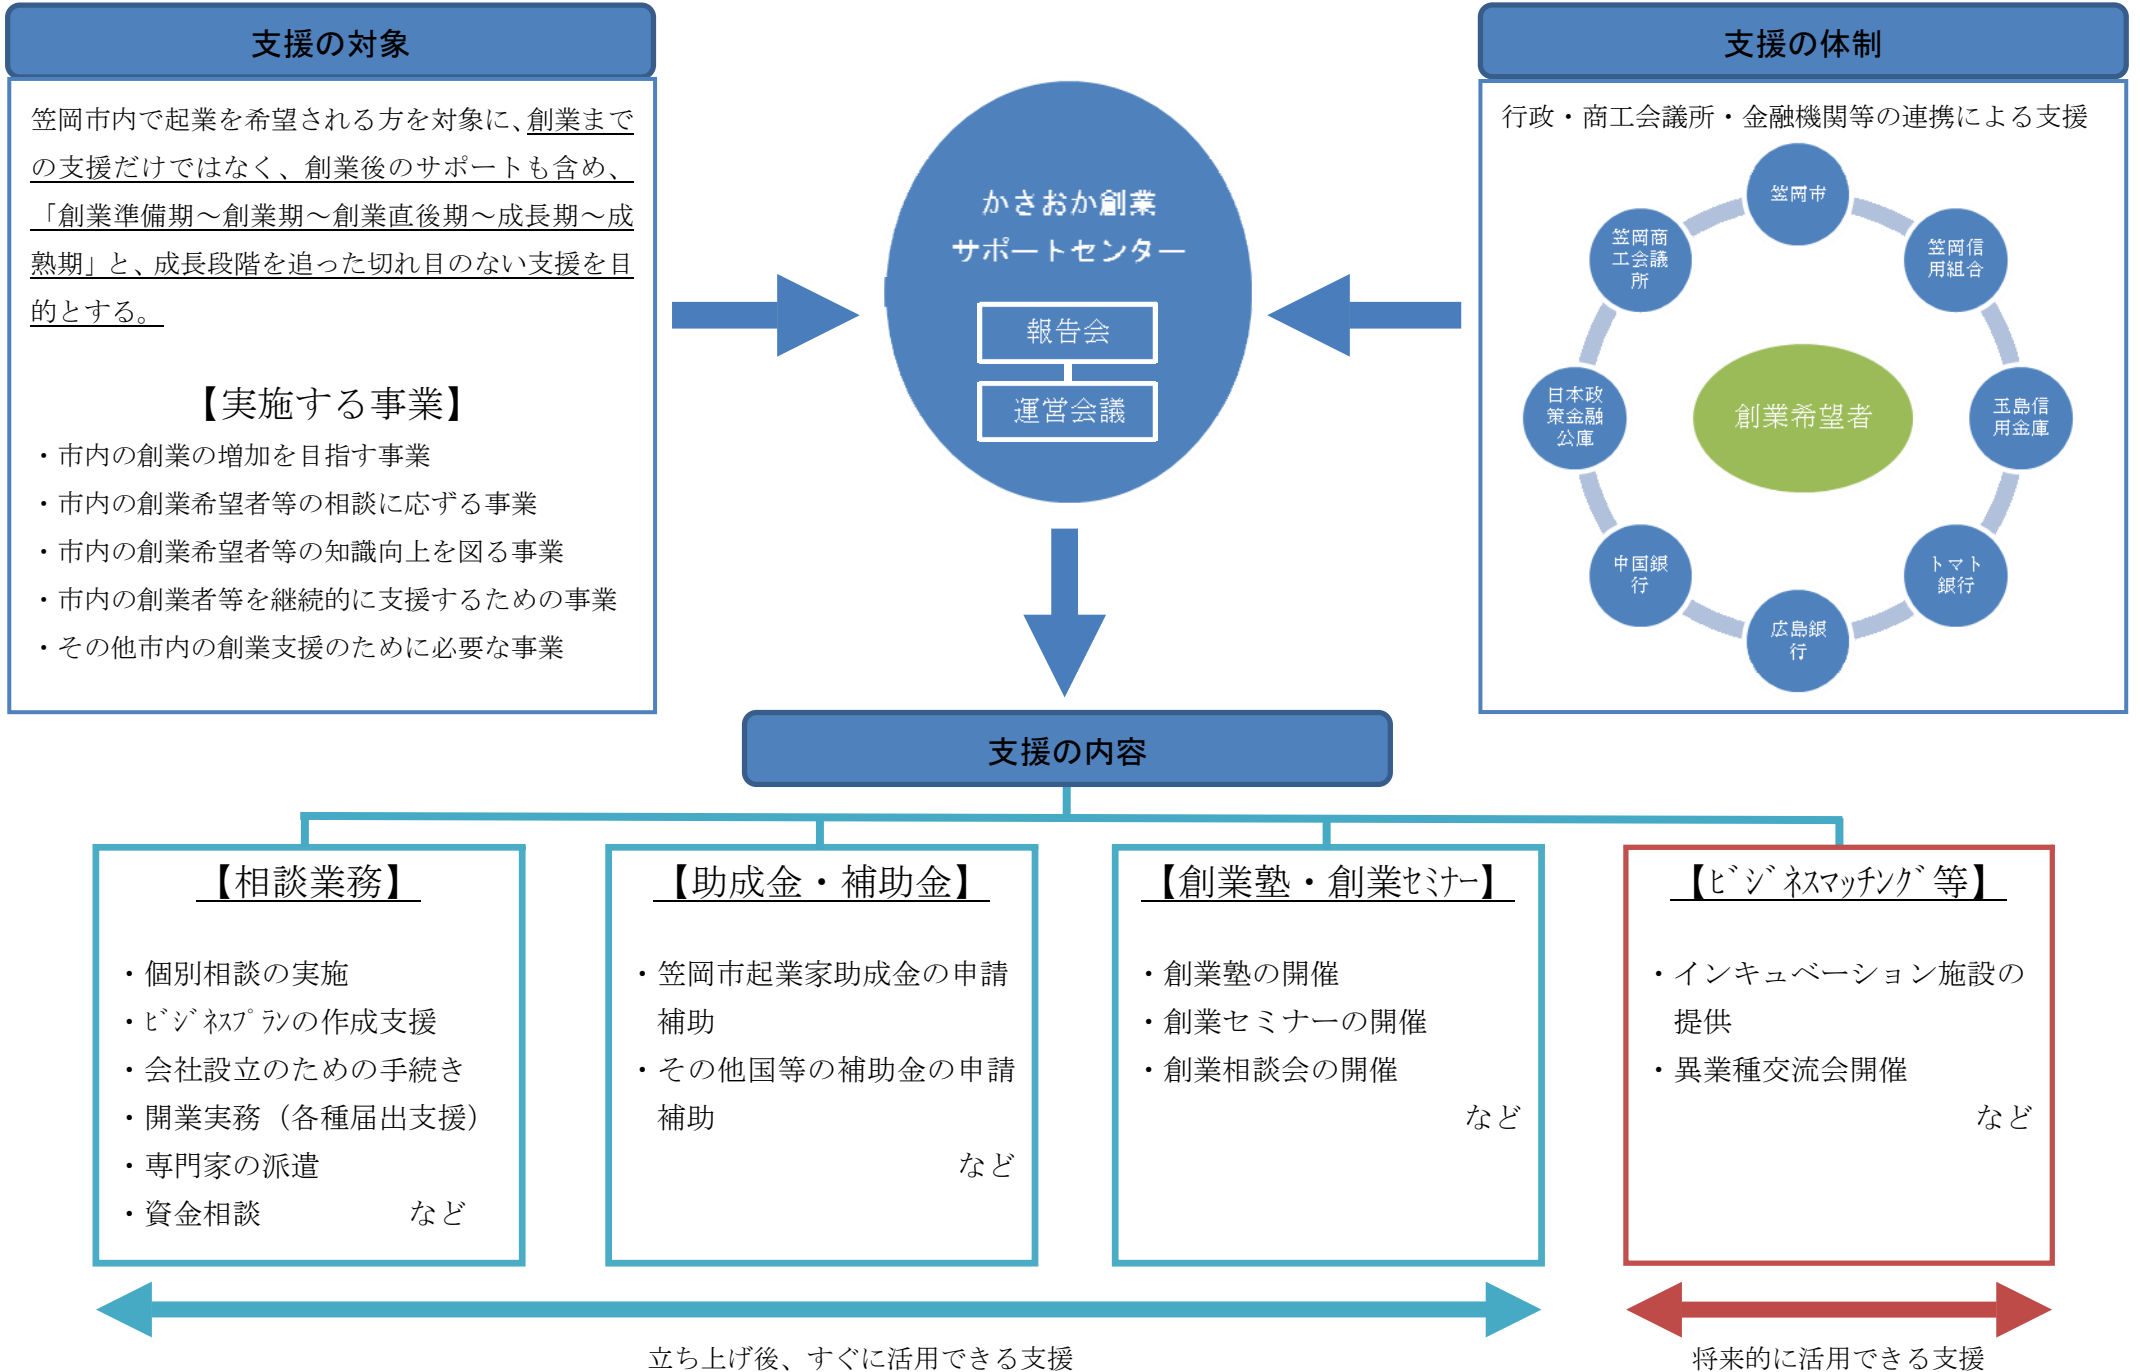 支援の対象
笠岡市内で起業を希望される方を対象に、創業まで
の支援だけではなく、創業後のサポートも含め、
「創業準備期～創業期～創業直後期～成長期～成
熟期」と、成長段階を追った切れ目のない支援を目
的とする。
【実施する事業】
・市内の創業の増加を目指す事業
・市内の創業希望者等の相談に応ずる事業
・市内の創業希望者等の知識向上を図る事業
・市内の創業者等を継続的に支援するための事業
・その他市内の創業支援のために必要な事業
かさおか創業
サポートセンター
報告会
運営会議
支援の体制
行政・商工会議所・金融機関等の連携による支援
笠岡市
笠岡信
用組合
玉島信
用金庫
トマト
銀行
広島銀
行
中国銀
行
日本政
策金融
公庫
笠岡商
工会議
所
創業希望者
支援の内容
【相談業務】
・個別相談の実施
・ﾋﾞｼﾞﾈｽﾌﾟﾗﾝの作成支援
・会社設立のための手続き
・開業実務（各種届出支援）
・専門家の派遣
・資金相談　　　　　など
【助成金・補助金】
・笠岡市起業家助成金の申請
補助
・その他国等の補助金の申請
補助
など
【創業塾・創業ｾﾐﾅｰ】
・創業塾の開催
・創業セミナーの開催
・創業相談会の開催
など
【ﾋﾞｼﾞﾈｽﾏｯﾁﾝｸﾞ等】
・インキュベーション施設の
提供
・異業種交流会開催
など
立ち上げ後、すぐに活用できる支援
将来的に活用できる支援